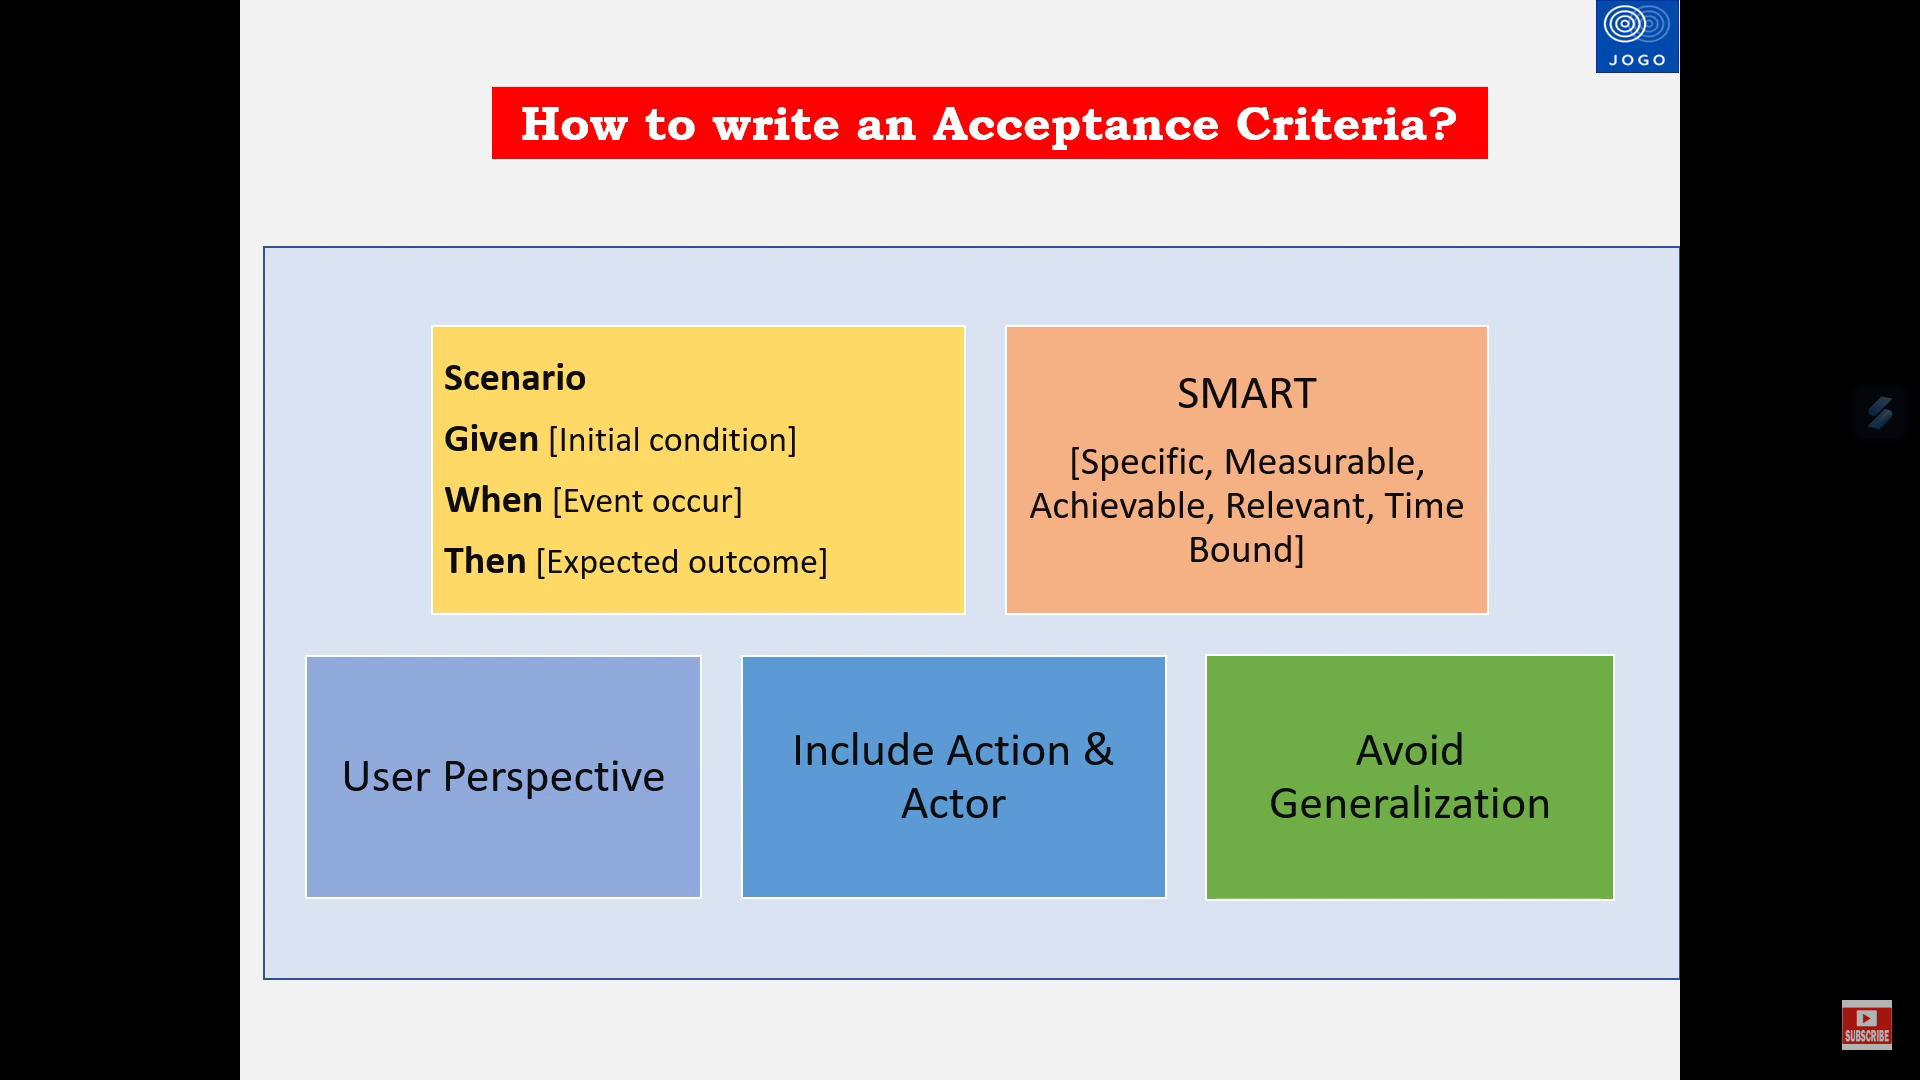 JOGO
How to write an Acceptance Criteria?
Scenario
Given [Initial condition]
When [Event occur]
Then [Expected outcome]
SMART
[Specific, Measurable,
Achievable, Relevant, Time
Bound]
User Perspective
Include Action &
Actor
Avoid
Generalization
SUBSCRIBE